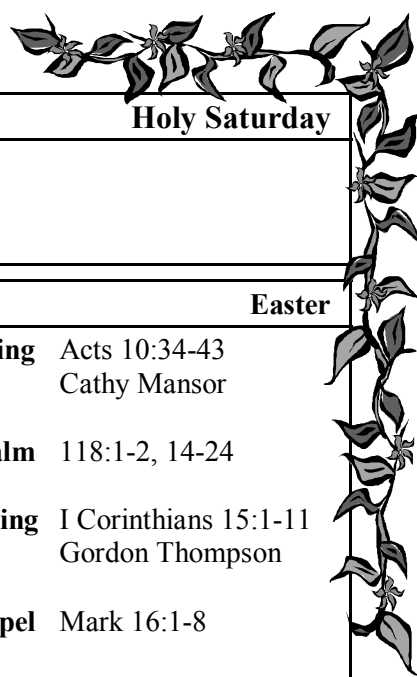 Holy Saturday
Easter
ing Acts 10:34-43
Cathy Mansor
alm 118:1-2, 14-24
ing I Corinthians 15:1-11
Gordon Thompson
pel Mark 16:1-8